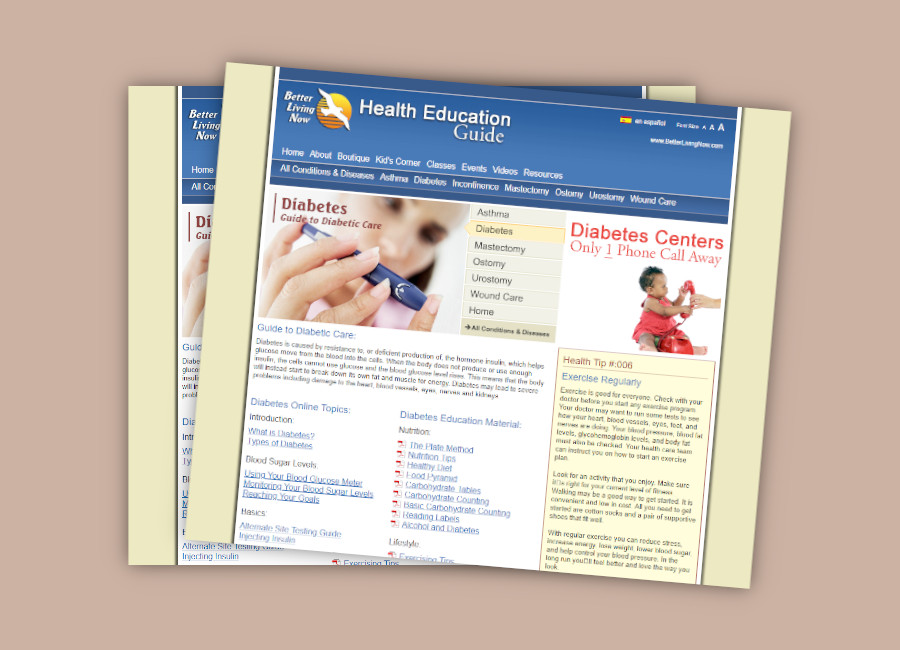 Better
Living
Now
Health Education
Guide
en español
Font Size A A A
www.BetterLivingNow.com
Home About Boutique Kid's Corner Classes Events Videos Resources
All Conditions & Diseases Asthma Diabetes Incontinence Mastectomy Ostomy Urostomy Wound Care
Diabetes
Guide to Diabetic Care
Asthma
Diabetes
Mastectomy
Ostomy
Urostomy
Wound Care
Home
All Conditions & Diseases
Diabetes Centers
Only 1 Phone Call Away
Guide to Diabetic Care:
Diabetes is caused by resistance to, or deficient production of, the hormone insulin, which helps
glucose move from the blood into the cells. When the body does not produce or use enough
insulin, the cells cannot use glucose and the blood glucose level rises. This means that the body
will instead start to break down its own fat and muscle for energy. Diabetes may lead to severe
problems including damage to the heart, blood vessels, eyes, nerves and kidneys.
Diabetes Online Topics:
Introduction:
What is Diabetes?
Types of Diabetes
Blood Sugar Levels:
Using Your Blood Glucose Meter
Monitoring Your Blood Sugar Levels
Reaching Your Goals
Basics:
Alternate Site Testing Guide
Injecting Insulin
Diabetes Education Material:
Nutrition:
The Plate Method
Nutrition Tips
Healthy Diet
Food Pyramid
Carbohydrate Tables
Carbohydrate Counting
Basic Carbohydrate Counting
Reading Labels
Alcohol and Diabetes
Lifestyle
Exercising Tips
Health Tip #:006
Exercise Regularly
Exercise is good for everyone. Check with your
doctor before you start any exercise program.
Your doctor may want to run some tests to see
how your heart, blood vessels, eyes, feet, and
nerves are doing. Your blood pressure, blood fat
levels, glycohemoglobin levels, and body fat
must also be checked. Your health care team
can instruct you on how to start an exercise
plan.
Look for an activity that you enjoy. Make sure
it is right for your current level of fitness.
Walking may be a good way to get started. It is
convenient and low in cost. All you need to get
started are cotton socks and a pair of supportive
shoes that fit well.
With regular exercise you can reduce stress,
increase energy, lose weight, lower blood sugar
and help control your blood pressure. In the
long run you'll feel better and love the way you
look.
Better
Living
Now
Home
All Co
Di
Gui
Guid
Diabe
glucos
insulin
will in
probl
Dia
Intr
Wh
Ty
Bl
U
M
R
B
Alternate Site Testing Guide
Injecting Insulin
Exercising Tips